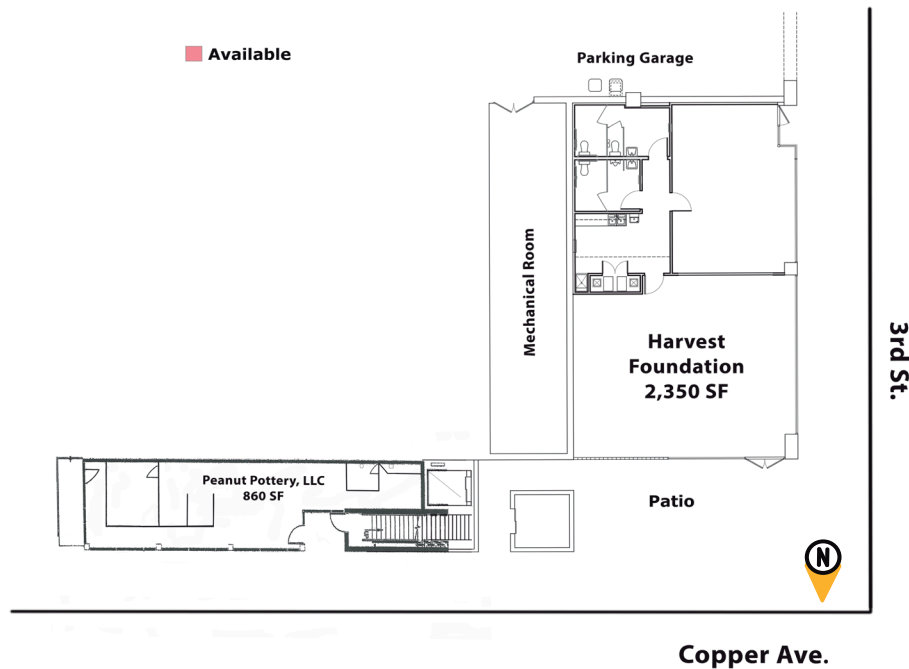 Available
Parking Garage
Mechanical Room
Harvest
Foundation
2,350 SF
3rd St.
Peanut Pottery, LLC
860 SF
Patio
N
Copper Ave.